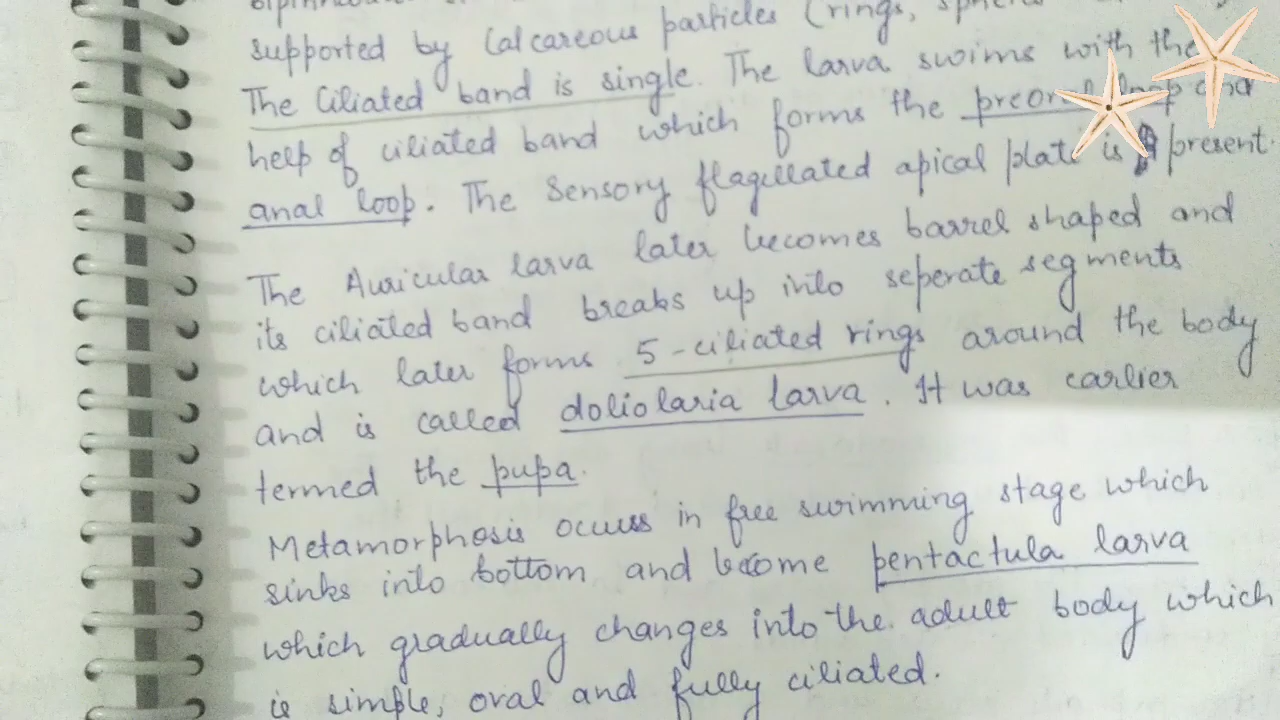 supported by Calcareous particles (rings,
The Ciliated band is single. The larva swims with the
help of ciliated band which forms the preoral loop and
anal loop. The Sensory flagellated apical plate is present.
The Auricular larva later becomes barrel shaped and
its ciliated band breaks up into seperate segments
which later forms 5-ciliated rings around the body
and is called doliolaria larva. It was earlier
termed the pupa.
Metamorphosis occurs in free swimming stage which
sinks into bottom and become pentactula larva
which gradually changes into the adult body which
is simple, oval and fully ciliated.